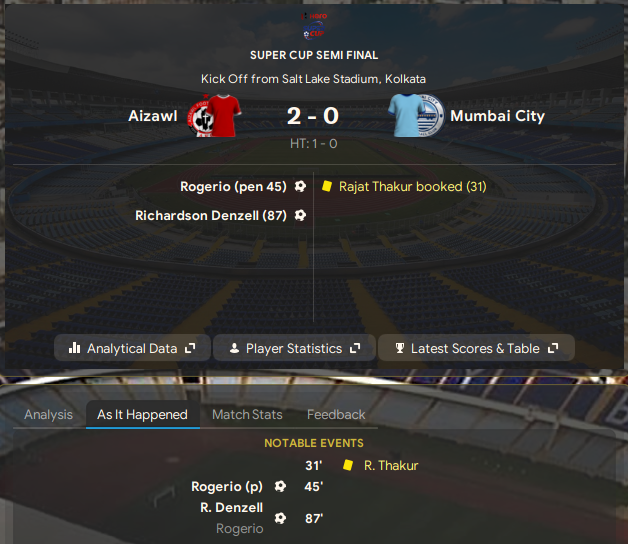 SUPER CUP SEMI FINAL
Kick Off from Salt Lake Stadium, Kolkata
Aizawl 2 - 0 Mumbai City
HT: 1 - 0
Rogerio (pen 45) Rajat Thakur booked (31)
Richardson Denzell (87)
Analytical Data Player Statistics Latest Scores & Table
Analysis As It Happened Match Stats Feedback
NOTABLE EVENTS
31' R. Thakur
Rogerio (p) 45'
R. Denzell
87'
Rogerio